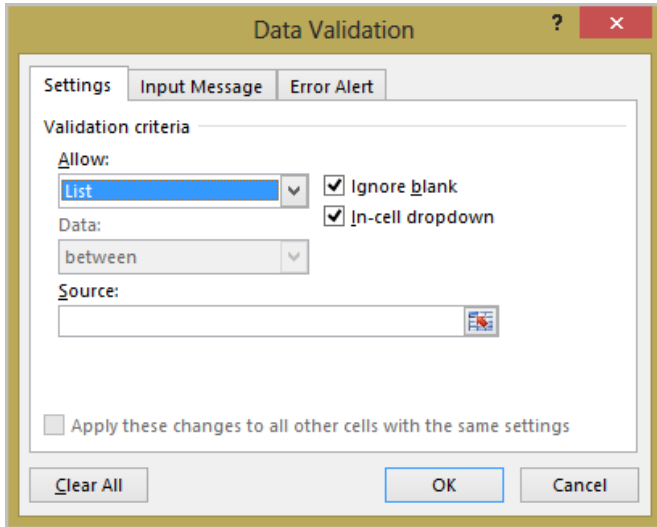 Data Validation
? ×
Settings Input Message Error Alert
Validation criteria
Allow:
List
Ignore blank
In-cell dropdown
Data:
between
Source:
Apply these changes to all other cells with the same settings
Clear All OK Cancel